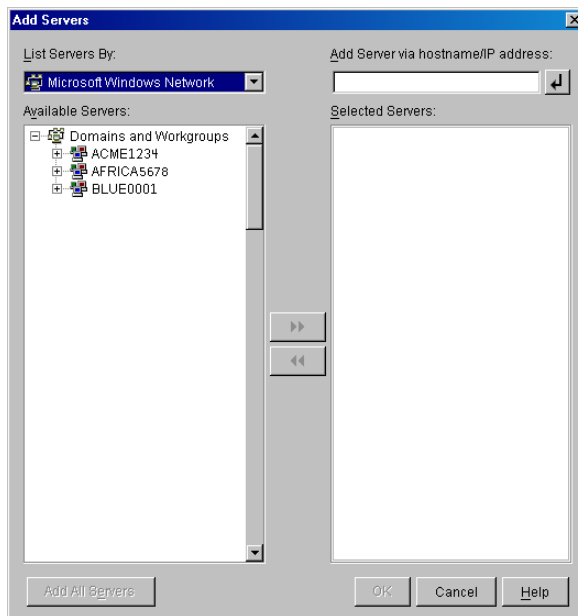 Add Servers
List Servers By:
Microsoft Windows Network
Add Server via hostname/IP address:
Available Servers:
Selected Servers:
Domains and Workgroups
ACME1234
AFRICA5678
BLUE0001
Add All Servers
OK
Cancel
Help